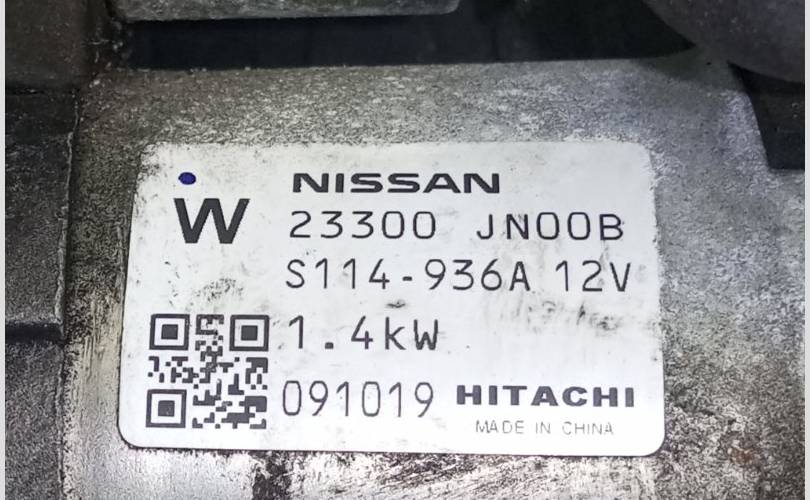 NISSAN
W 23300 JN00B
S114-936A 12V
1.4kW
091019 HITACHI
MADE IN CHINA